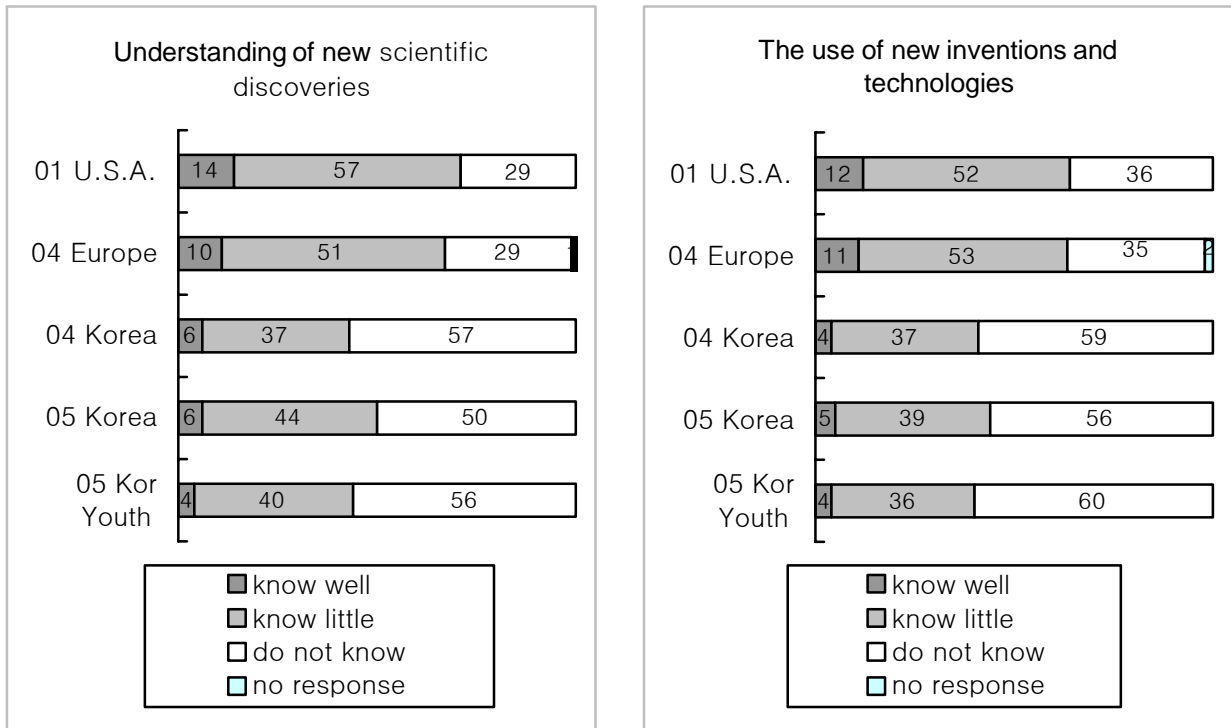 Understanding of new scientific
discoveries
01 U.S.A.
14 57 29
04 Europe
10 51 29 1
04 Korea
6 37 57
05 Korea
6 44 50
05 Kor
Youth
4 40 56
know well
know little
do not know
no response
The use of new inventions and
technologies
01 U.S.A.
12 52 36
04 Europe
11 53 35 2
04 Korea
4 37 59
05 Korea
5 39 56
05 Kor
Youth
4 36 60
know well
know little
do not know
no response